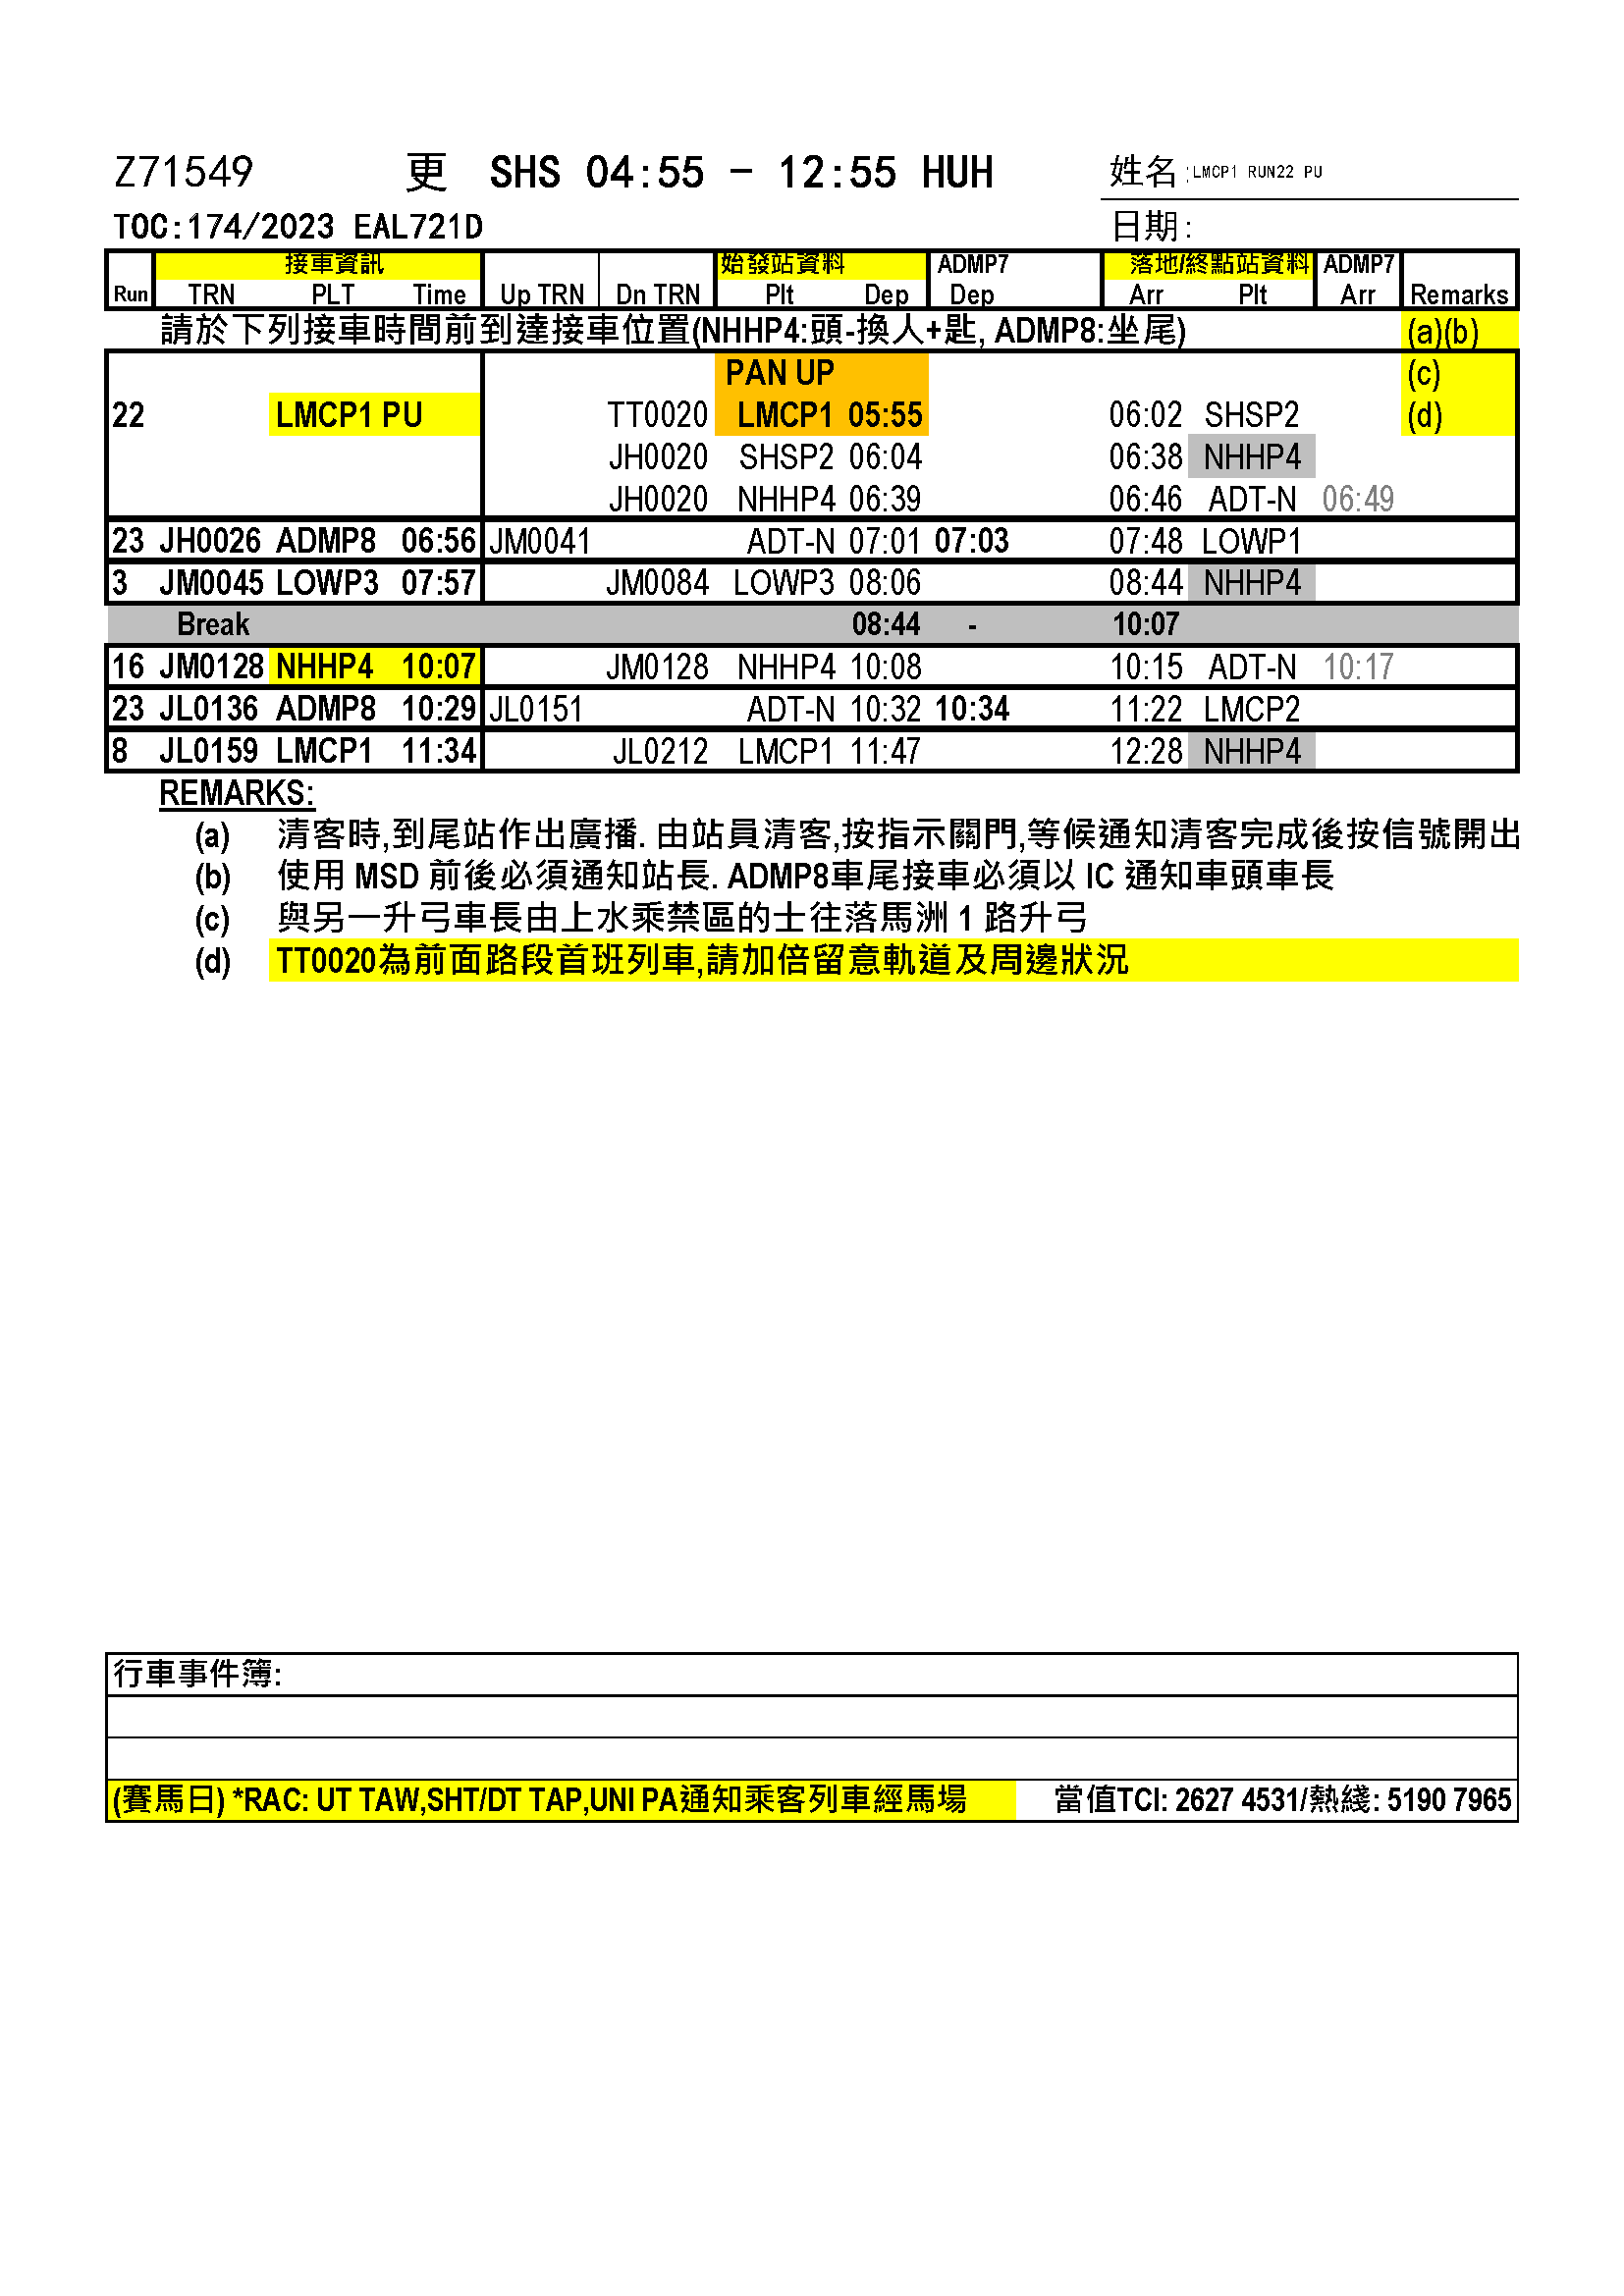 Z71549 更 SHS 04:55 - 12:55 HUH 姓名:LMCP1 RUN22 PU
TOC:174/2023 EAL721D 日期:
接車資訊 始發站資料 ADMP7 落地/終點站資料 ADMP7
Run TRN PLT Time Up TRN Dn TRN Plt Dep Dep Arr Plt Arr Remarks
請於下列接車時間前到達接車位置(NHHP4:頭-換人+匙, ADMP8:坐尾) (a)(b)
PAN UP (c)
22 LMCP1 PU TT0020 LMCP1 05:55 06:02 SHSP2 (d)
JH0020 SHSP2 06:04 06:38 NHHP4
JH0020 NHHP4 06:39 06:46 ADT-N 06:49
23 JH0026 ADMP8 06:56 JM0041 ADT-N 07:01 07:03 07:48 LOWP1
3 JM0045 LOWP3 07:57 JM0084 LOWP3 08:06 08:44 NHHP4
Break 08:44 - 10:07
16 JM0128 NHHP4 10:07 JM0128 NHHP4 10:08 10:15 ADT-N 10:17
23 JL0136 ADMP8 10:29 JL0151 ADT-N 10:32 10:34 11:22 LMCP2
8 JL0159 LMCP1 11:34 JL0212 LMCP1 11:47 12:28 NHHP4
REMARKS:
(a) 清客時,到尾站作出廣播. 由站員清客,按指示關門,等候通知清客完成後按信號開出
(b) 使用 MSD 前後必須通知站長. ADMP8車尾接車必須以 IC 通知車頭車長
(c) 與另一升弓車長由上水乘禁區的士往落馬洲 1 路升弓
(d) TT0020為前面路段首班列車,請加倍留意軌道及周邊狀況
行車事件簿:
(賽馬日) *RAC: UT TAW,SHT/DT TAP,UNI PA通知乘客列車經馬場 當值TCI: 2627 4531/熱綫: 5190 7965